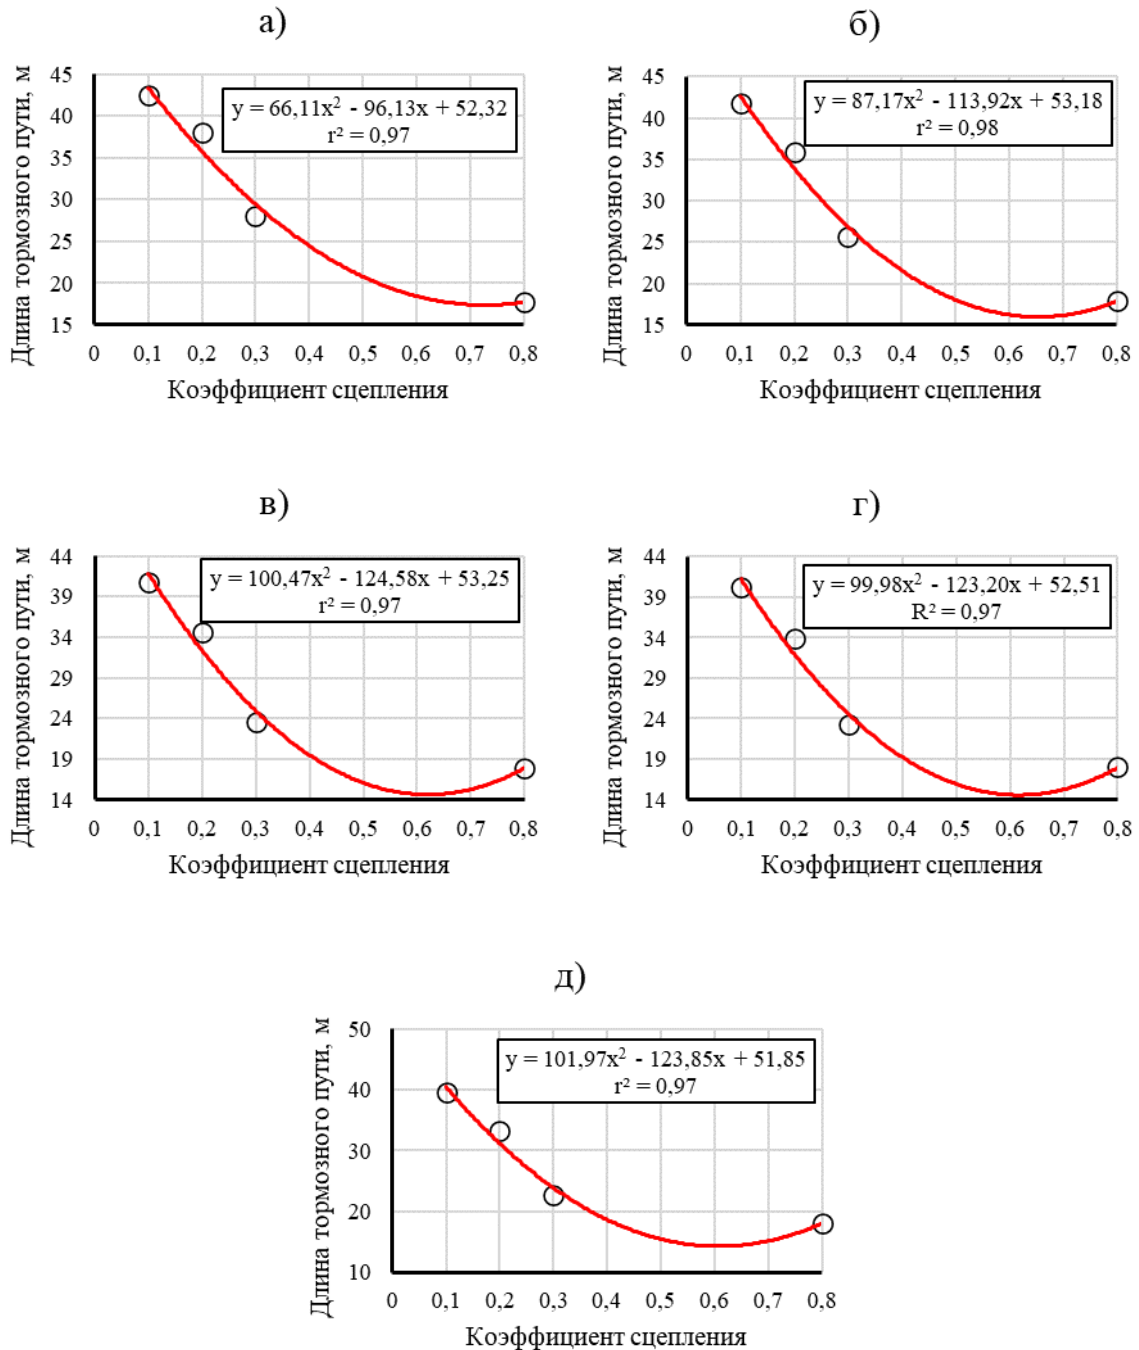 а)
Длина тормозного пути, м
45
40
35
30
25
20
15
y = 66,11x² - 96,13x + 52,32
r² = 0,97
0 0,1 0,2 0,3 0,4 0,5 0,6 0,7 0,8
Коэффициент сцепления
б)
Длина тормозного пути, м
45
40
35
30
25
20
15
y = 87,17x² - 113,92x + 53,18
r² = 0,98
0 0,1 0,2 0,3 0,4 0,5 0,6 0,7 0,8
Коэффициент сцепления
в)
Длина тормозного пути, м
44
39
34
29
24
19
14
y = 100,47x² - 124,58x + 53,25
r² = 0,97
0 0,1 0,2 0,3 0,4 0,5 0,6 0,7 0,8
Коэффициент сцепления
г)
Длина тормозного пути, м
44
39
34
29
24
19
14
y = 99,98x² - 123,20x + 52,51
R² = 0,97
0 0,1 0,2 0,3 0,4 0,5 0,6 0,7 0,8
Коэффициент сцепления
д)
Длина тормозного пути, м
50
40
30
20
10
y = 101,97x² - 123,85x + 51,85
r² = 0,97
0 0,1 0,2 0,3 0,4 0,5 0,6 0,7 0,8
Коэффициент сцепления